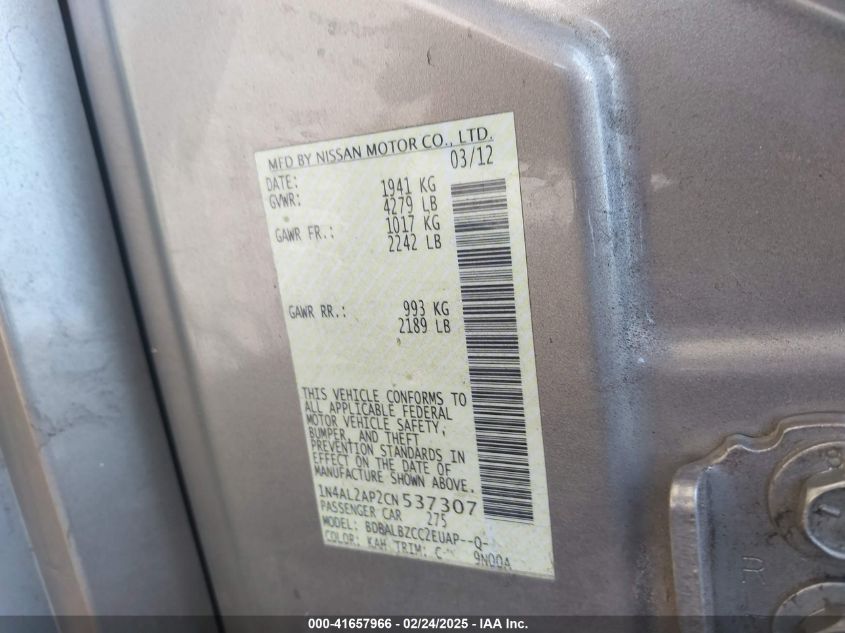 MFD BY NISSAN MOTOR CO., LTD.
DATE: 03/12
GVWR: 1941 KG
4279 LB
GAWR FR.: 1017 KG
2242 LB
GAWR RR.: 993 KG
2189 LB
THIS VEHICLE CONFORMS TO
ALL APPLICABLE FEDERAL
MOTOR VEHICLE SAFETY,
BUMPER, AND THEFT
PREVENTION STANDARDS IN
EFFECT ON THE DATE OF
MANUFACTURE SHOWN ABOVE.
1N4AL2AP2CN537307
PASSENGER CAR 275
MODEL: BDBALBZCC2EUAP--Q-
COLOR: KAH TRIM: C 9N00A
8
R
000-41657966 - 02/24/2025 - IAA Inc.